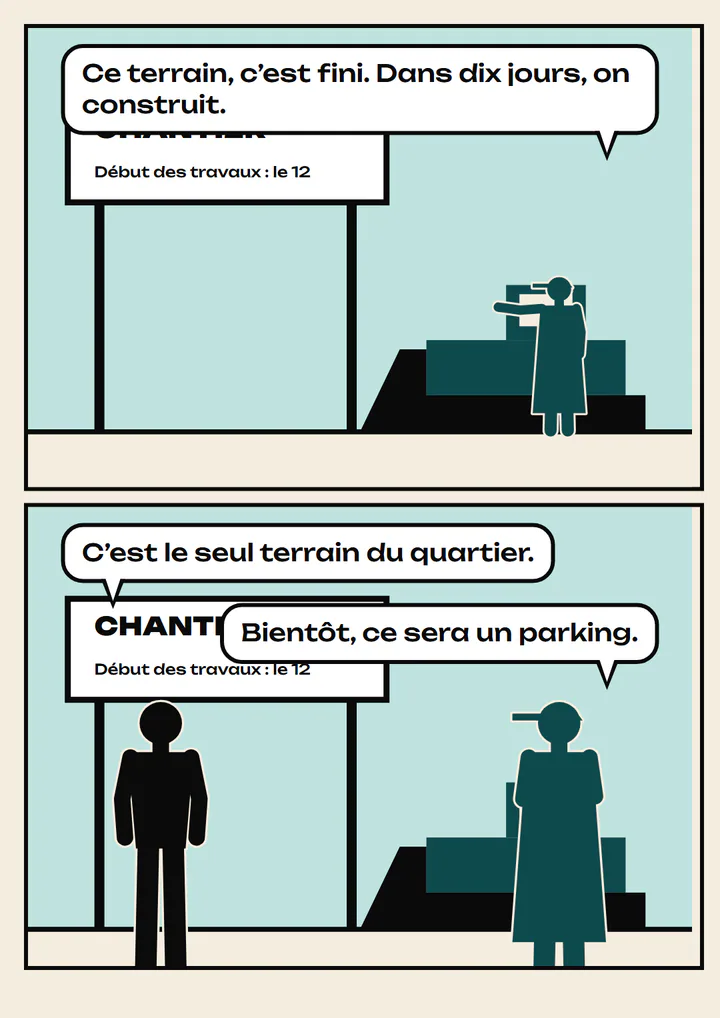 Ce terrain, c’est fini. Dans dix jours, on
construit.
Début des travaux : le 12
C’est le seul terrain du quartier.
Bientôt, ce sera un parking.
Début des travaux : le 12